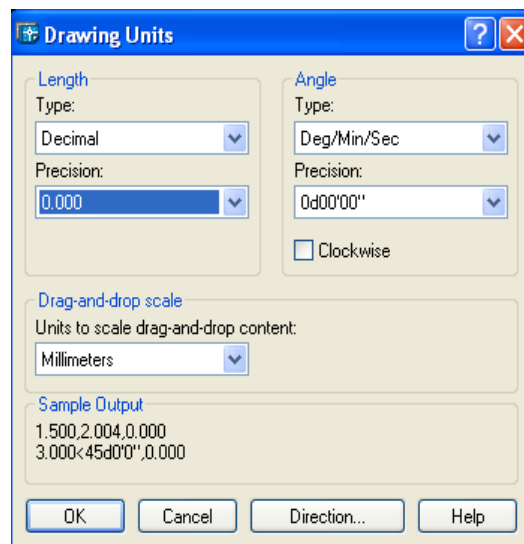 Drawing Units
Length
Type:
Decimal
Precision:
0.000
Angle
Type:
Deg/Min/Sec
Precision:
0d00'00"
Clockwise
Drag-and-drop scale
Units to scale drag-and-drop content:
Millimeters
Sample Output
1.500,2.004,0.000
3.000<45d0'0",0.000
OK
Cancel
Direction...
Help